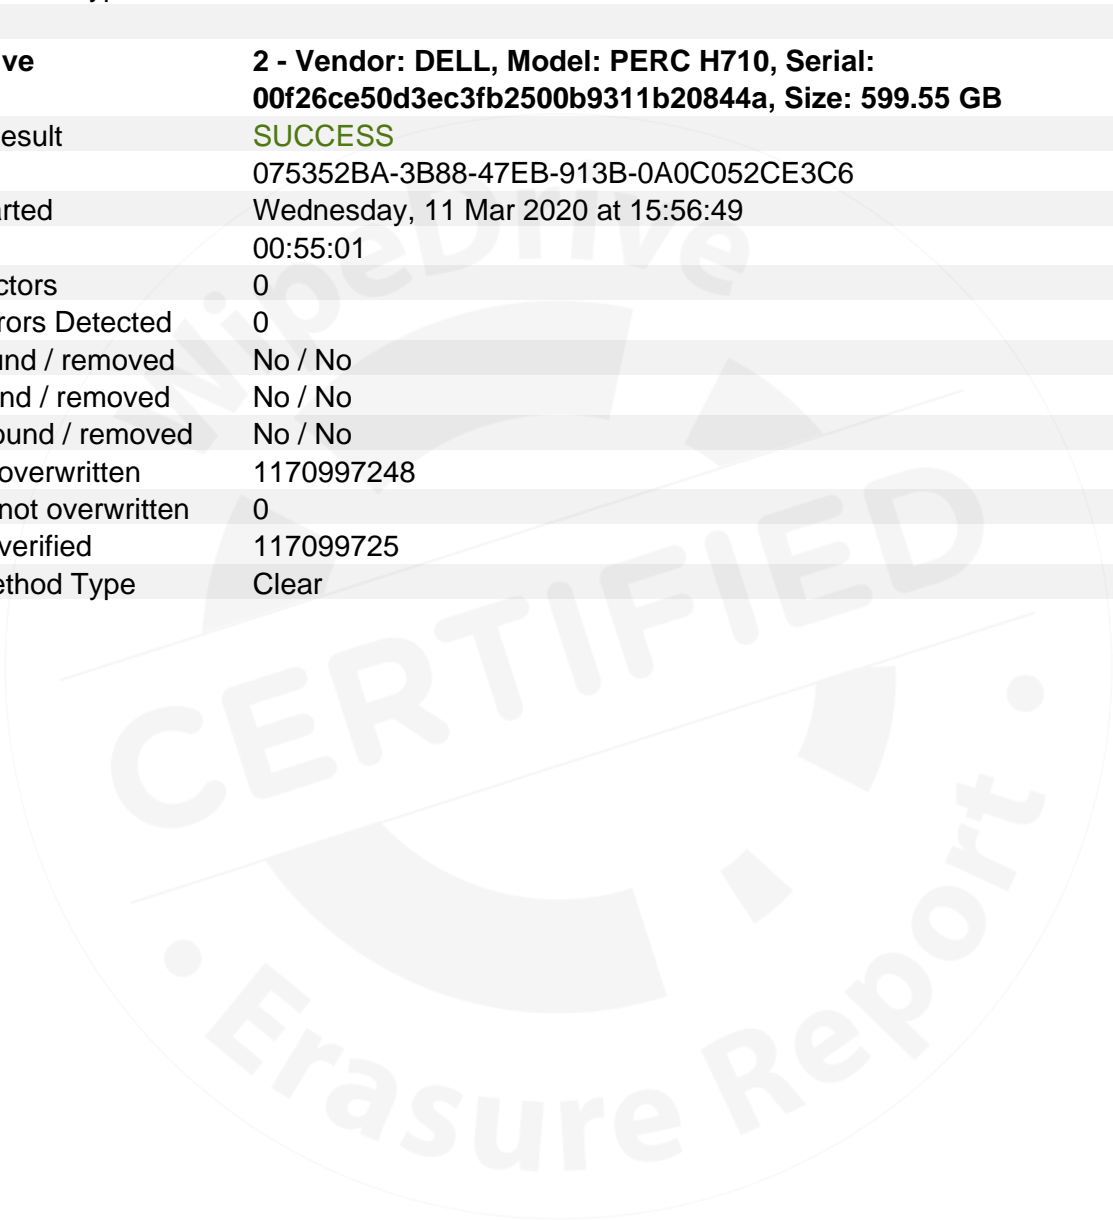 ve 2 - Vendor: DELL, Model: PERC H710, Serial:
00f26ce50d3ec3fb2500b9311b20844a, Size: 599.55 GB
esult SUCCESS
075352BA-3B88-47EB-913B-0A0C052CE3C6
arted Wednesday, 11 Mar 2020 at 15:56:49
00:55:01
ctors 0
rors Detected 0
und / removed No / No
nd / removed No / No
ound / removed No / No
overwritten 1170997248
not overwritten 0
verified 117099725
ethod Type Clear
WipeDrive
CERTIFIED
Erasure Report